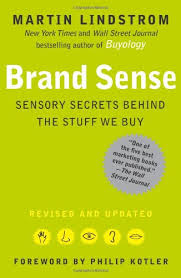 MARTIN LINDSTROM
New York Times and Wall Street Journal
bestselling author of Buyology
Brand Sense
SENSORY SECRETS BEHIND
THE STUFF WE BUY
"One of
the five best
marketing books
ever published."
—The Wall
Street Journal
REVISED AND UPDATED
FOREWORD BY PHILIP KOTLER